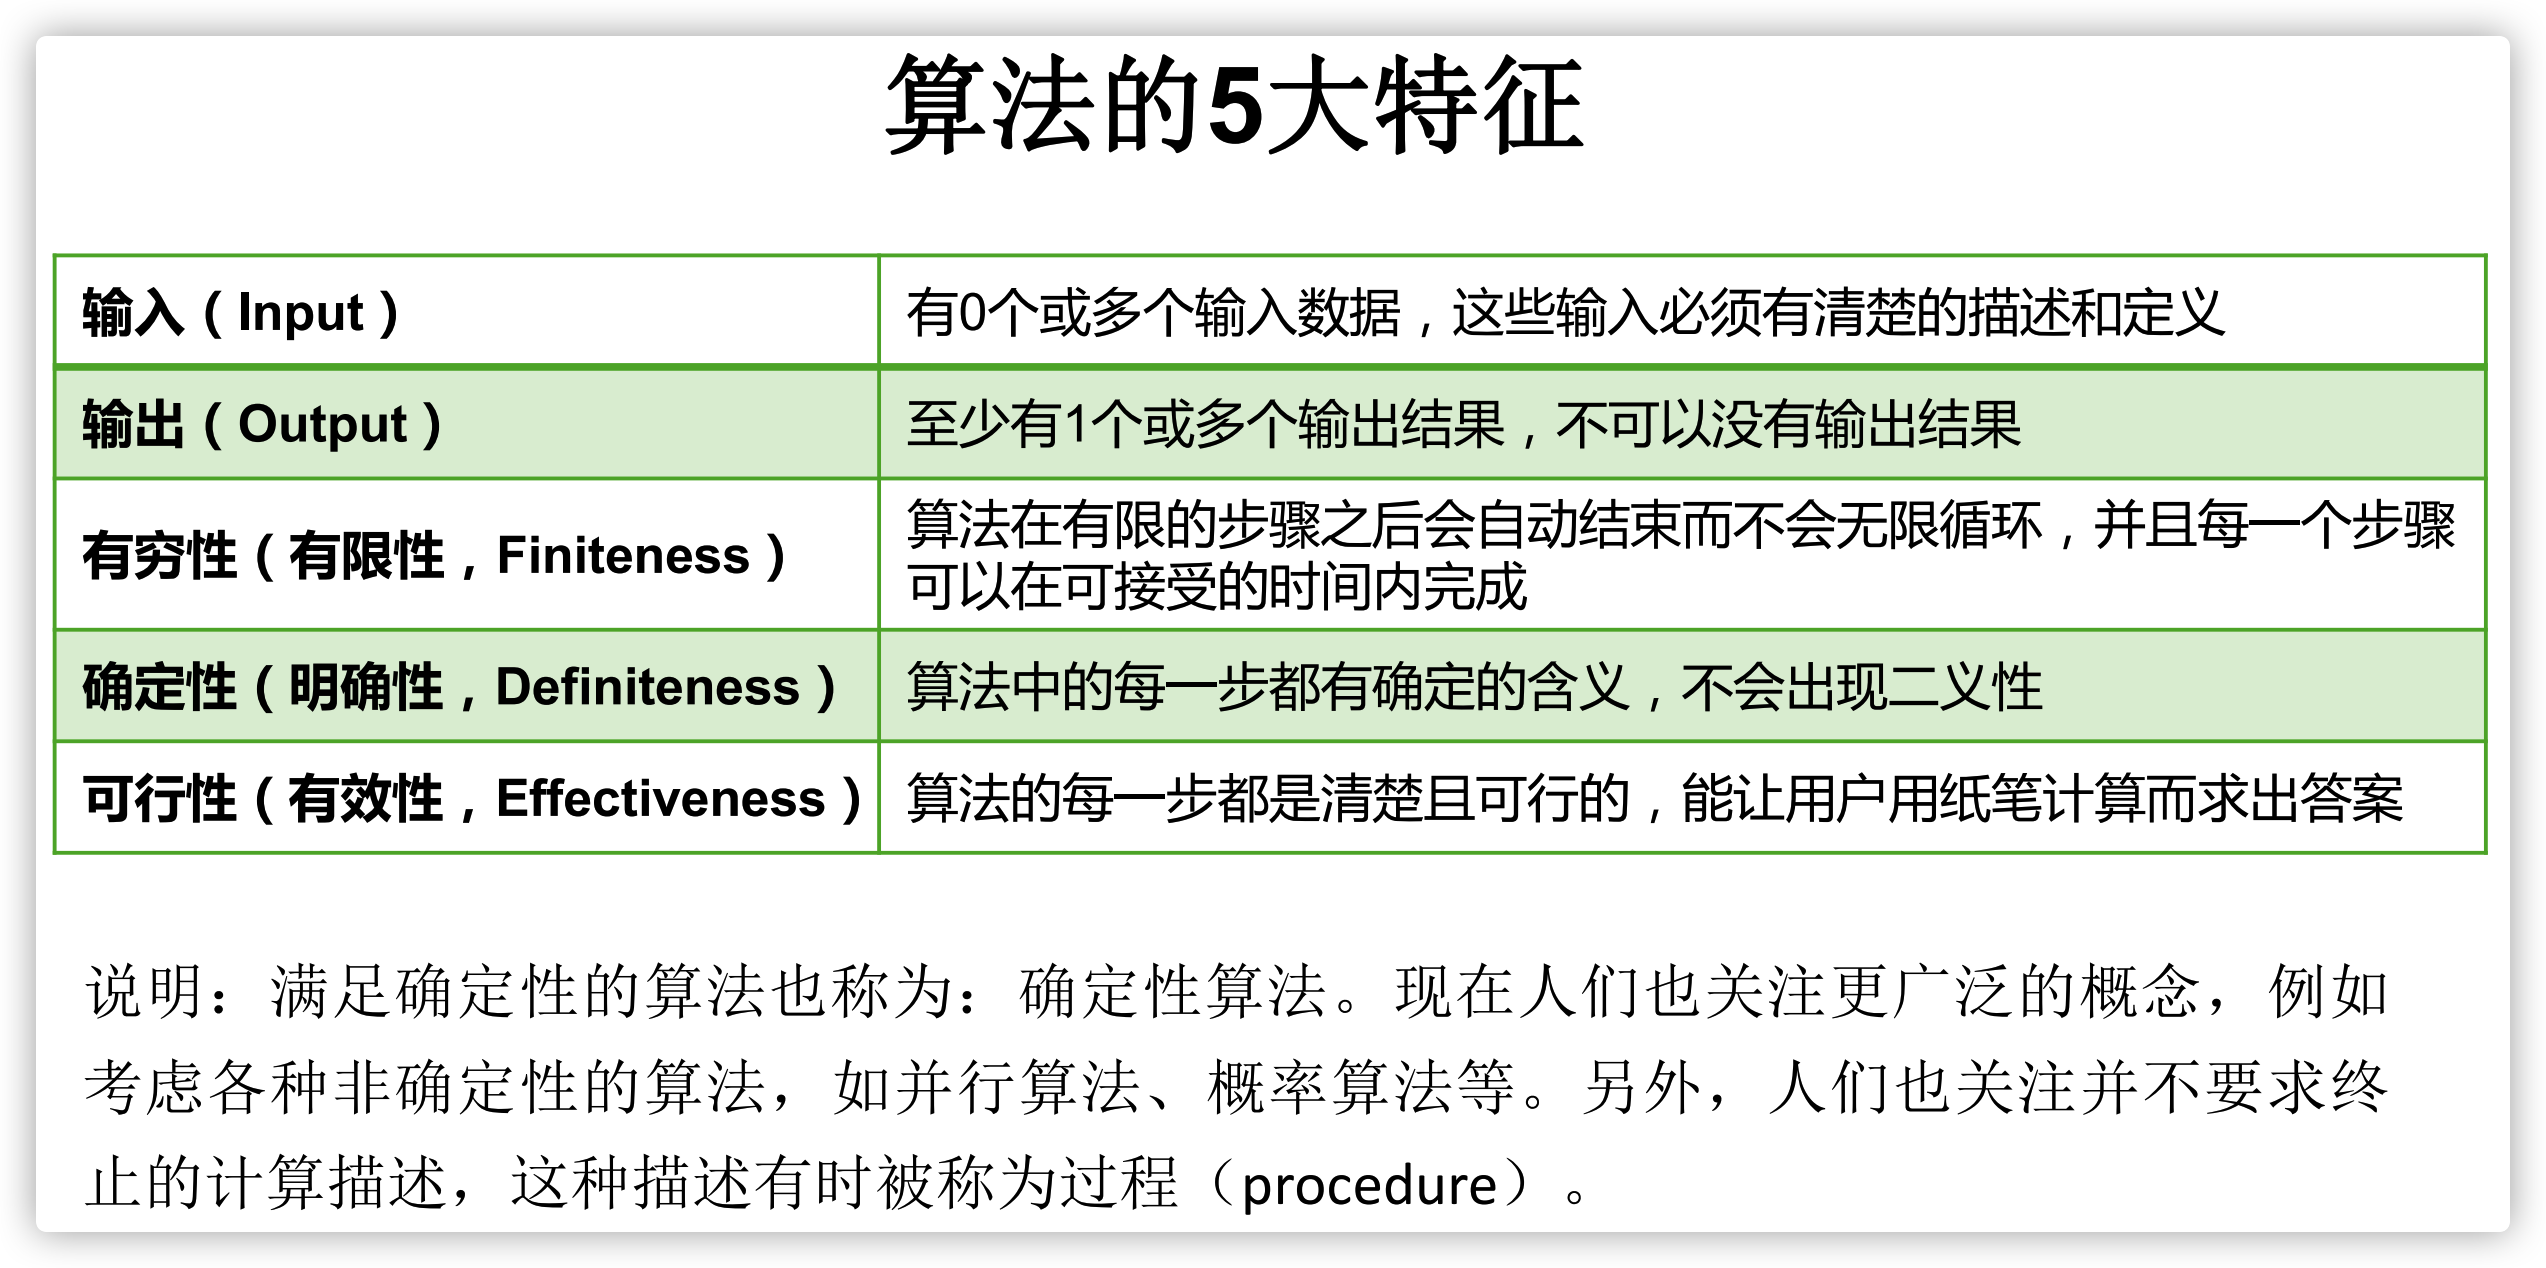 算法的5大特征
输入（Input）
有0个或多个输入数据，这些输入必须有清楚的描述和定义
输出（Output）
至少有1个或多个输出结果，不可以没有输出结果
有穷性（有限性，Finiteness）
算法在有限的步骤之后会自动结束而不会无限循环，并且每一个步骤
可以在可接受的时间内完成
确定性（明确性，Definiteness）
算法中的每一步都有确定的含义，不会出现二义性
可行性（有效性，Effectiveness）
算法的每一步都是清楚且可行的，能让用户用纸笔计算而求出答案
说明：满足确定性的算法也称为：确定性算法。现在人们也关注更广泛的概念，例如
考虑各种非确定性的算法，如并行算法、概率算法等。另外，人们也关注并不要求终
止的计算描述，这种描述有时被称为过程（procedure）。